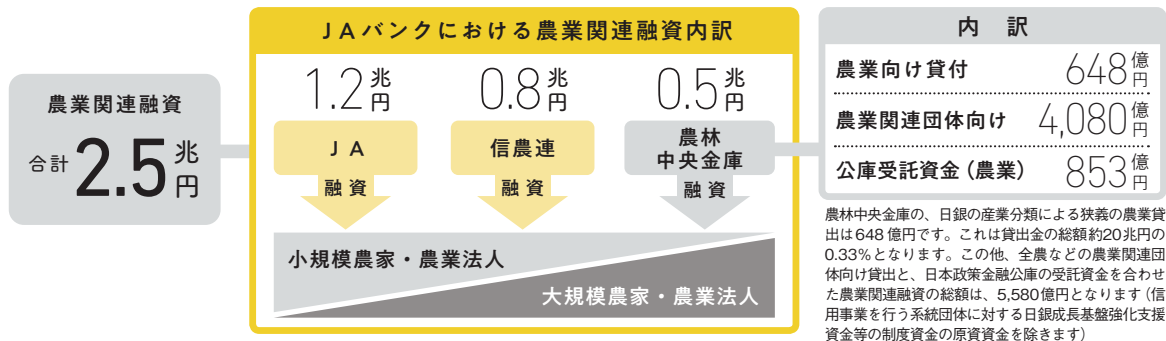 農業関連融資
合計2.5兆円
JAバンクにおける農業関連融資内訳
1.2兆円
0.8兆円
0.5兆円
JA
信農連
農林
中央金庫
融資
融資
融資
小規模農家・農業法人
大規模農家・農業法人
内 訳
農業向け貸付 648億円
農業関連団体向け 4,080億円
公庫受託資金(農業) 853億円
農林中央金庫の、日銀の産業分類による狭義の農業貸
出は648億円です。これは貸出金の総額約20兆円の
0.33%となります。この他、全農などの農業関連団
体向け貸出と、日本政策金融公庫の受託資金を合わせ
た農業関連融資の総額は、5,580億円となります(信
用事業を行う系統団体に対する日銀成長基盤強化支援
資金等の制度資金の原資資金を除きます)